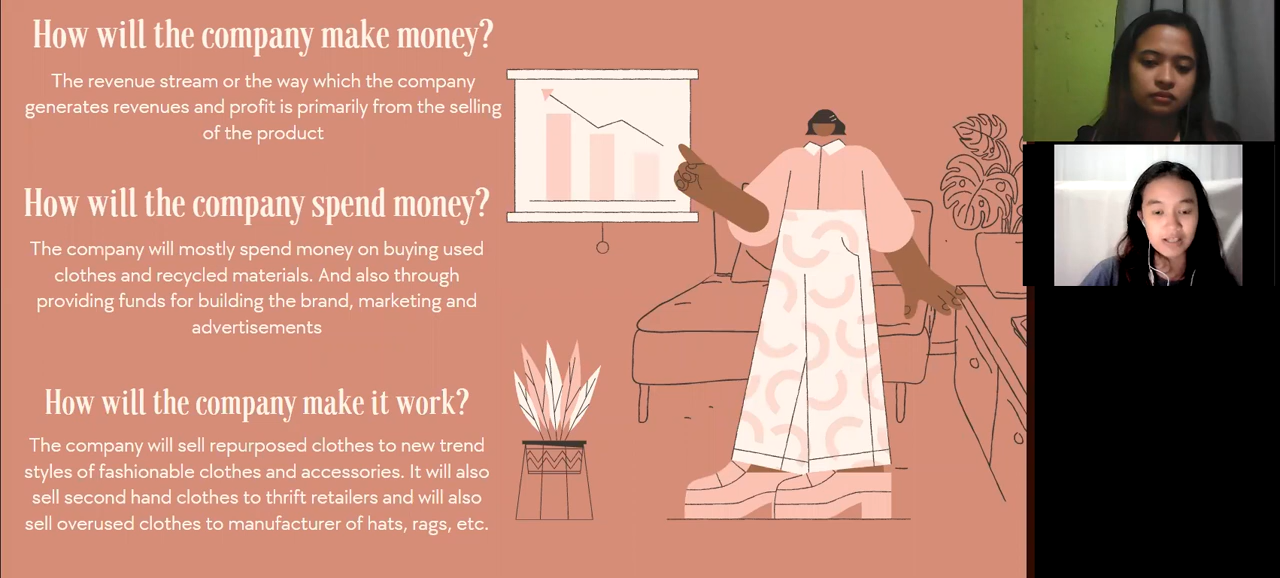 How will the company make money?
The revenue stream or the way which the company
generates revenues and profit is primarily from the selling
of the product
How will the company spend money?
The company will mostly spend money on buying used
clothes and recycled materials. And also through
providing funds for building the brand, marketing and
advertisements
How will the company make it work?
The company will sell repurposed clothes to new trend
styles of fashionable clothes and accessories. It will also
sell second hand clothes to thrift retailers and will also
sell overused clothes to manufacturer of hats, rags, etc.